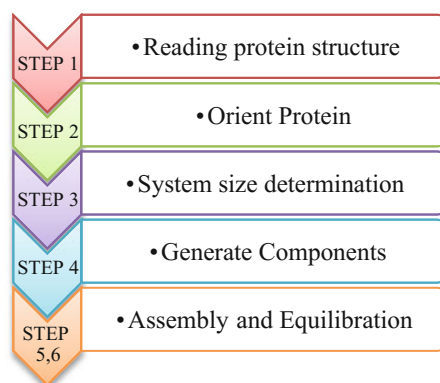 STEP 1
•Reading protein structure
STEP 2
•Orient Protein
STEP 3
•System size determination
STEP 4
•Generate Components
STEP
5,6
•Assembly and Equilibration